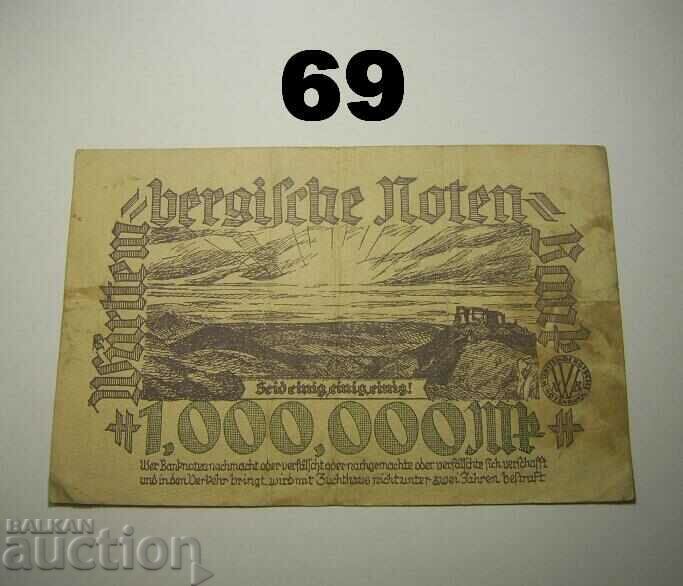 69
Württem=
bergische Noten=
Bank
Seid einig, einig, einig!
1,000,000 Mk
Wer Banknoten nachmacht oder verfälscht oder nachgemachte oder verfälschte sich verschafft
und in den Verkehr bringt, wird mit Zuchthaus nicht unter zwei Jahren bestraft
BALKAN
auction